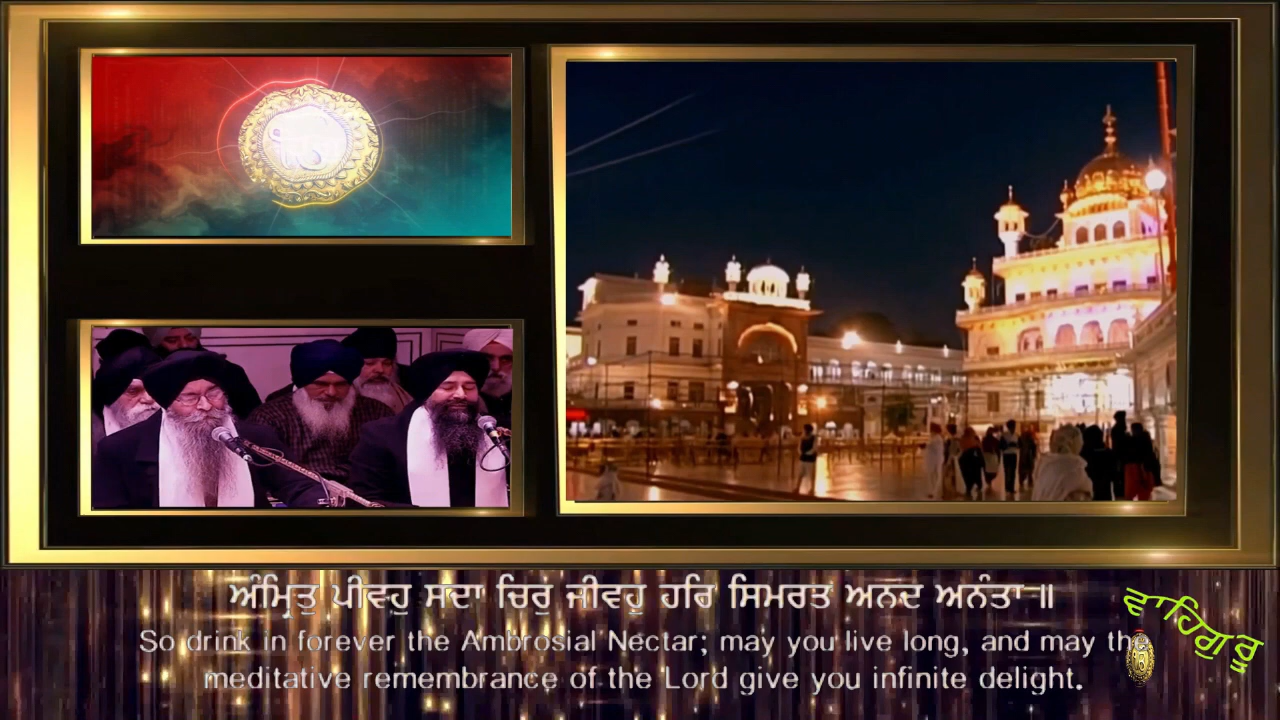 ਅੰਮ੍ਰਿਤੁ ਪੀਵਹੁ ਸਦਾ ਚਿਰੁ ਜੀਵਹੁ ਹਰਿ ਸਿਮਰਤ ਅਨਦ ਅਨੰਤਾ ॥
So drink in forever the Ambrosial Nectar; may you live long, and may the
meditative remembrance of the Lord give you infinite delight.
ਵਾਹਿਗੁਰੂ
ੴ